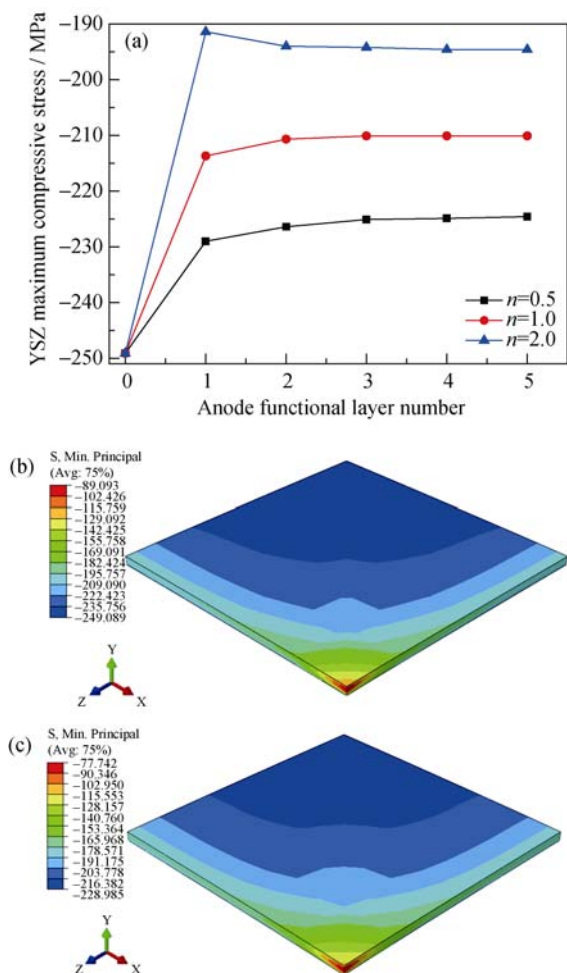 (a)
YSZ maximum compressive stress / MPa
−190
−200
−210
−220
−230
−240
−250
n=0.5
n=1.0
n=2.0
0 1 2 3 4 5
Anode functional layer number
(b)
S, Min. Principal
(Avg: 75%)
−89.093
−102.426
−115.759
−129.092
−142.425
−155.758
−169.091
−182.424
−195.757
−209.090
−222.423
−235.756
−249.089
Y
Z X
(c)
S, Min. Principal
(Avg: 75%)
−77.742
−90.346
−102.950
−115.553
−128.157
−140.760
−153.364
−165.968
−178.571
−191.175
−203.778
−216.382
−228.985
Y
Z X